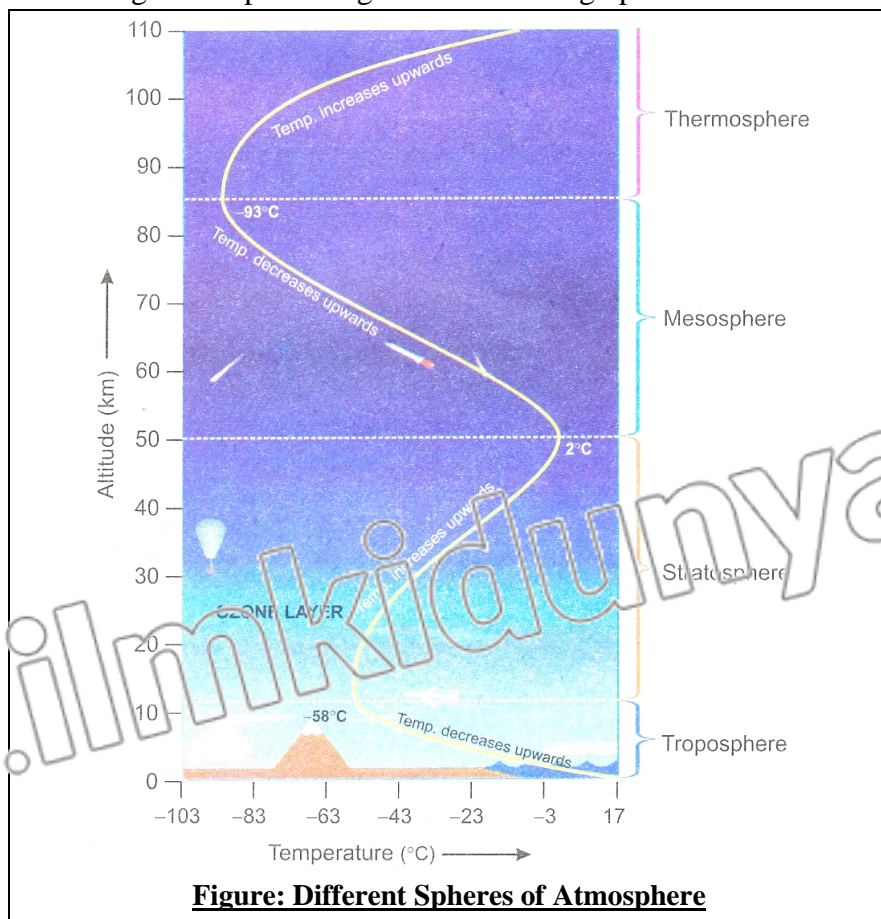 110
100
90
80
70
60
50
40
30
20
10
0
Altitude (km)
Temp. increases upwards
–93°C
Temp. decreases upwards
2°C
Temp. increases upwards
OZONE LAYER
–58°C
Temp. decreases upwards
Thermosphere
Mesosphere
Stratosphere
Troposphere
–103 –83 –63 –43 –23 –3 17
Temperature (°C)
.ilmkidunya
Figure: Different Spheres of Atmosphere